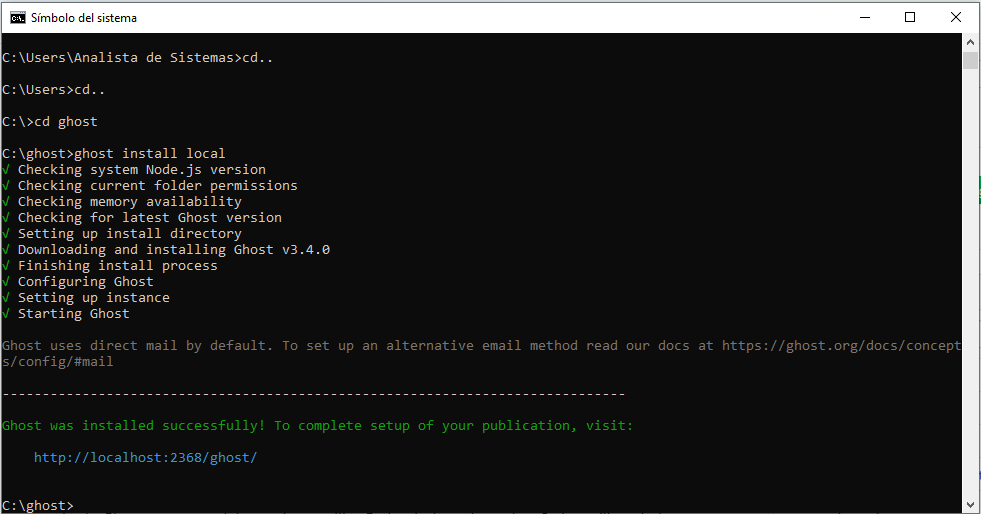 Símbolo del sistema
C:\Users\Analista de Sistemas>cd..
C:\Users>cd..
C:\>cd ghost
C:\ghost>ghost install local
√ Checking system Node.js version
√ Checking current folder permissions
√ Checking memory availability
√ Checking for latest Ghost version
√ Setting up install directory
√ Downloading and installing Ghost v3.4.0
√ Finishing install process
√ Configuring Ghost
√ Setting up instance
√ Starting Ghost
Ghost uses direct mail by default. To set up an alternative email method read our docs at https://ghost.org/docs/concept
s/config/#mail
------------------------------------------------------------------------------
Ghost was installed successfully! To complete setup of your publication, visit:
http://localhost:2368/ghost/
C:\ghost>